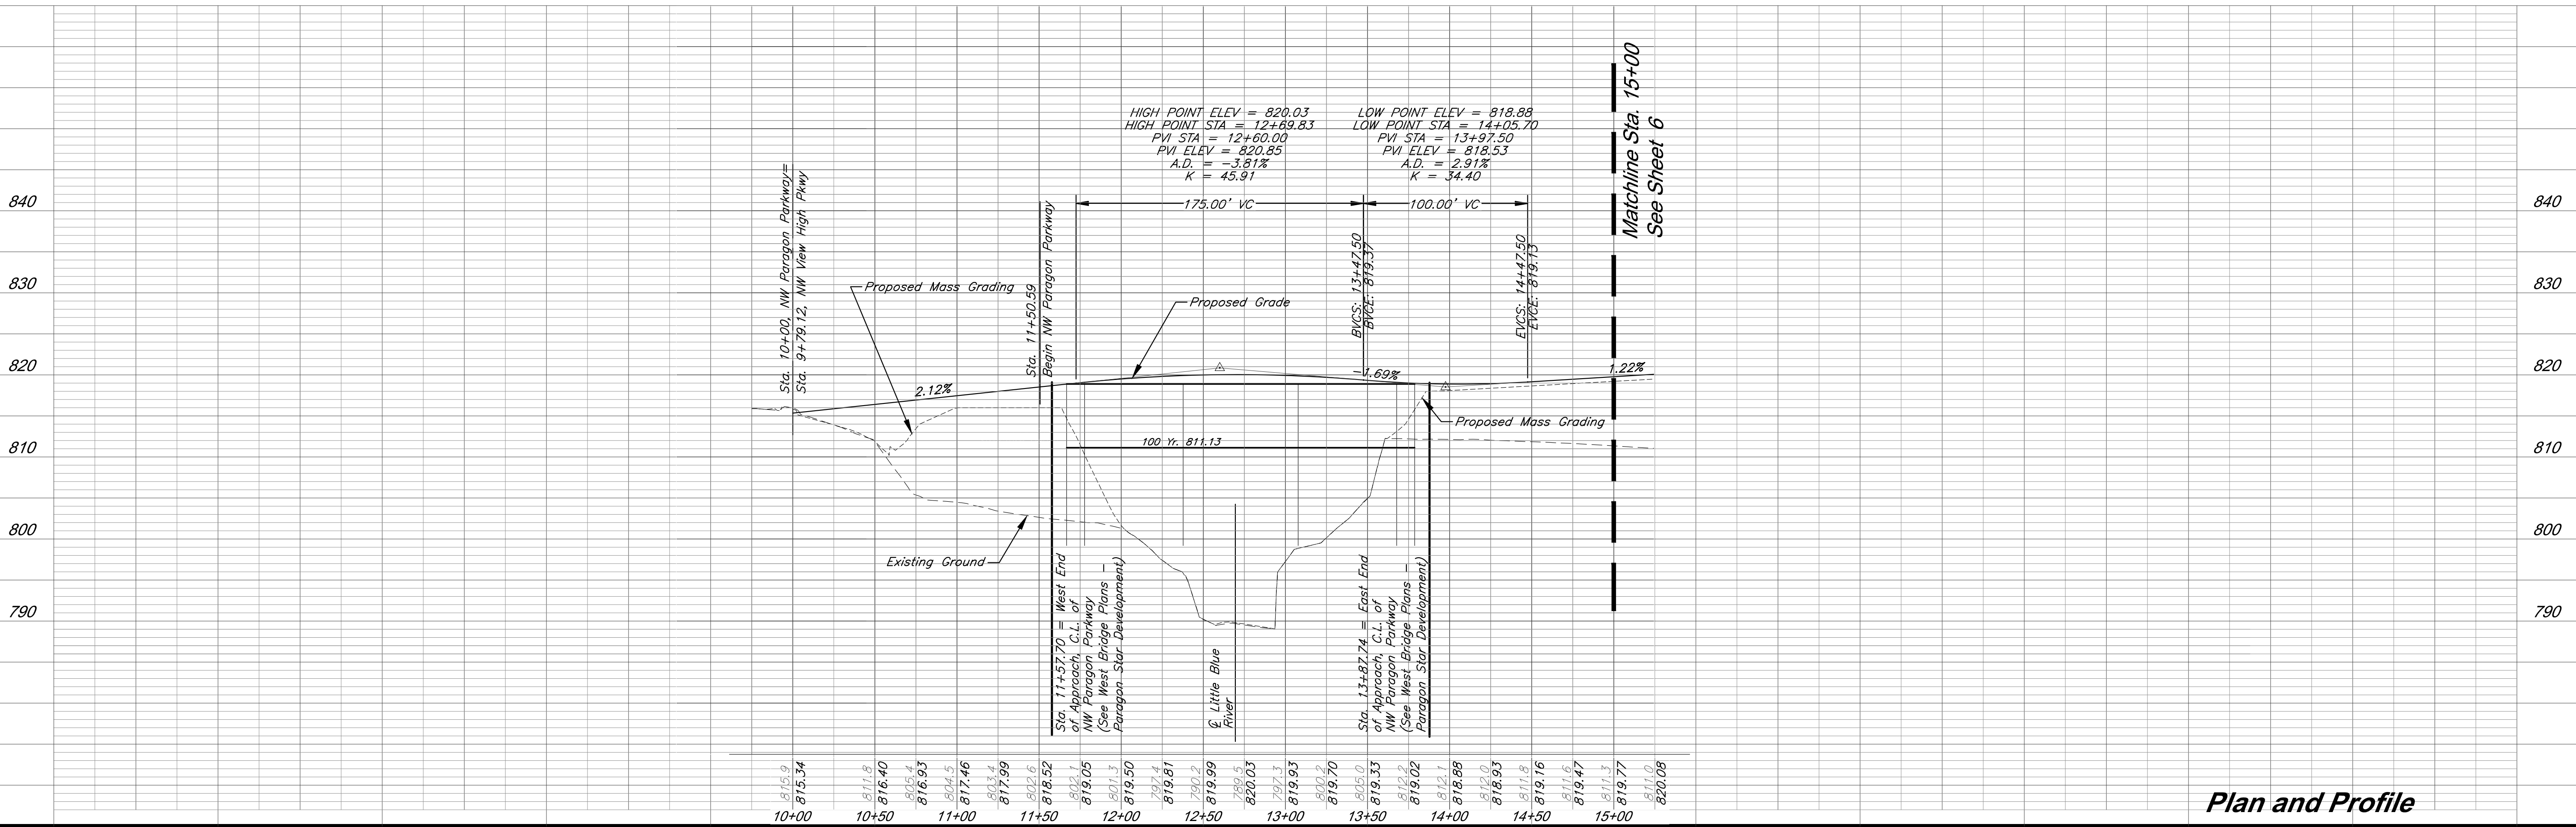 HIGH POINT ELEV = 820.03
HIGH POINT STA = 12+69.83
PVI STA = 12+60.00
PVI ELEV = 820.85
A.D. = -3.81%
K = 45.91
LOW POINT ELEV = 818.88
LOW POINT STA = 14+05.70
PVI STA = 13+97.50
PVI ELEV = 818.53
A.D. = 2.91%
K = 34.40
Matchline Sta. 15+00
See Sheet 6
175.00' VC
100.00' VC
840
840
830
830
820
820
810
810
800
800
790
790
Sta. 10+00, NW Paragon Parkway=
Sta. 9+79.12, NW View High Pkwy
Proposed Mass Grading
Sta. 11+50.59
Begin NW Paragon Parkway
Proposed Grade
BVCS: 13+47.50
BVCE: 819.37
EVCS: 14+47.50
EVCE: 819.13
2.12%
-1.69%
1.22%
Proposed Mass Grading
100 Yr. 811.13
Existing Ground
Sta. 11+57.70 = West End
of Approach, C.L. of
NW Paragon Parkway
(See West Bridge Plans -
Paragon Star Development)
℄ Little Blue
River
Sta. 13+87.74 = East End
of Approach, C.L. of
NW Paragon Parkway
(See West Bridge Plans -
Paragon Star Development)
815.9
815.34
811.8
816.40
805.4
816.93
804.5
817.46
803.4
817.99
802.6
818.52
802.1
819.05
801.3
819.50
797.4
819.81
790.2
819.99
789.5
820.03
797.3
819.93
800.2
819.70
805.0
819.33
812.2
819.02
812.1
818.88
812.0
818.93
811.8
819.16
811.6
819.47
811.3
819.77
811.0
820.08
10+00
10+50
11+00
11+50
12+00
12+50
13+00
13+50
14+00
14+50
15+00
Plan and Profile